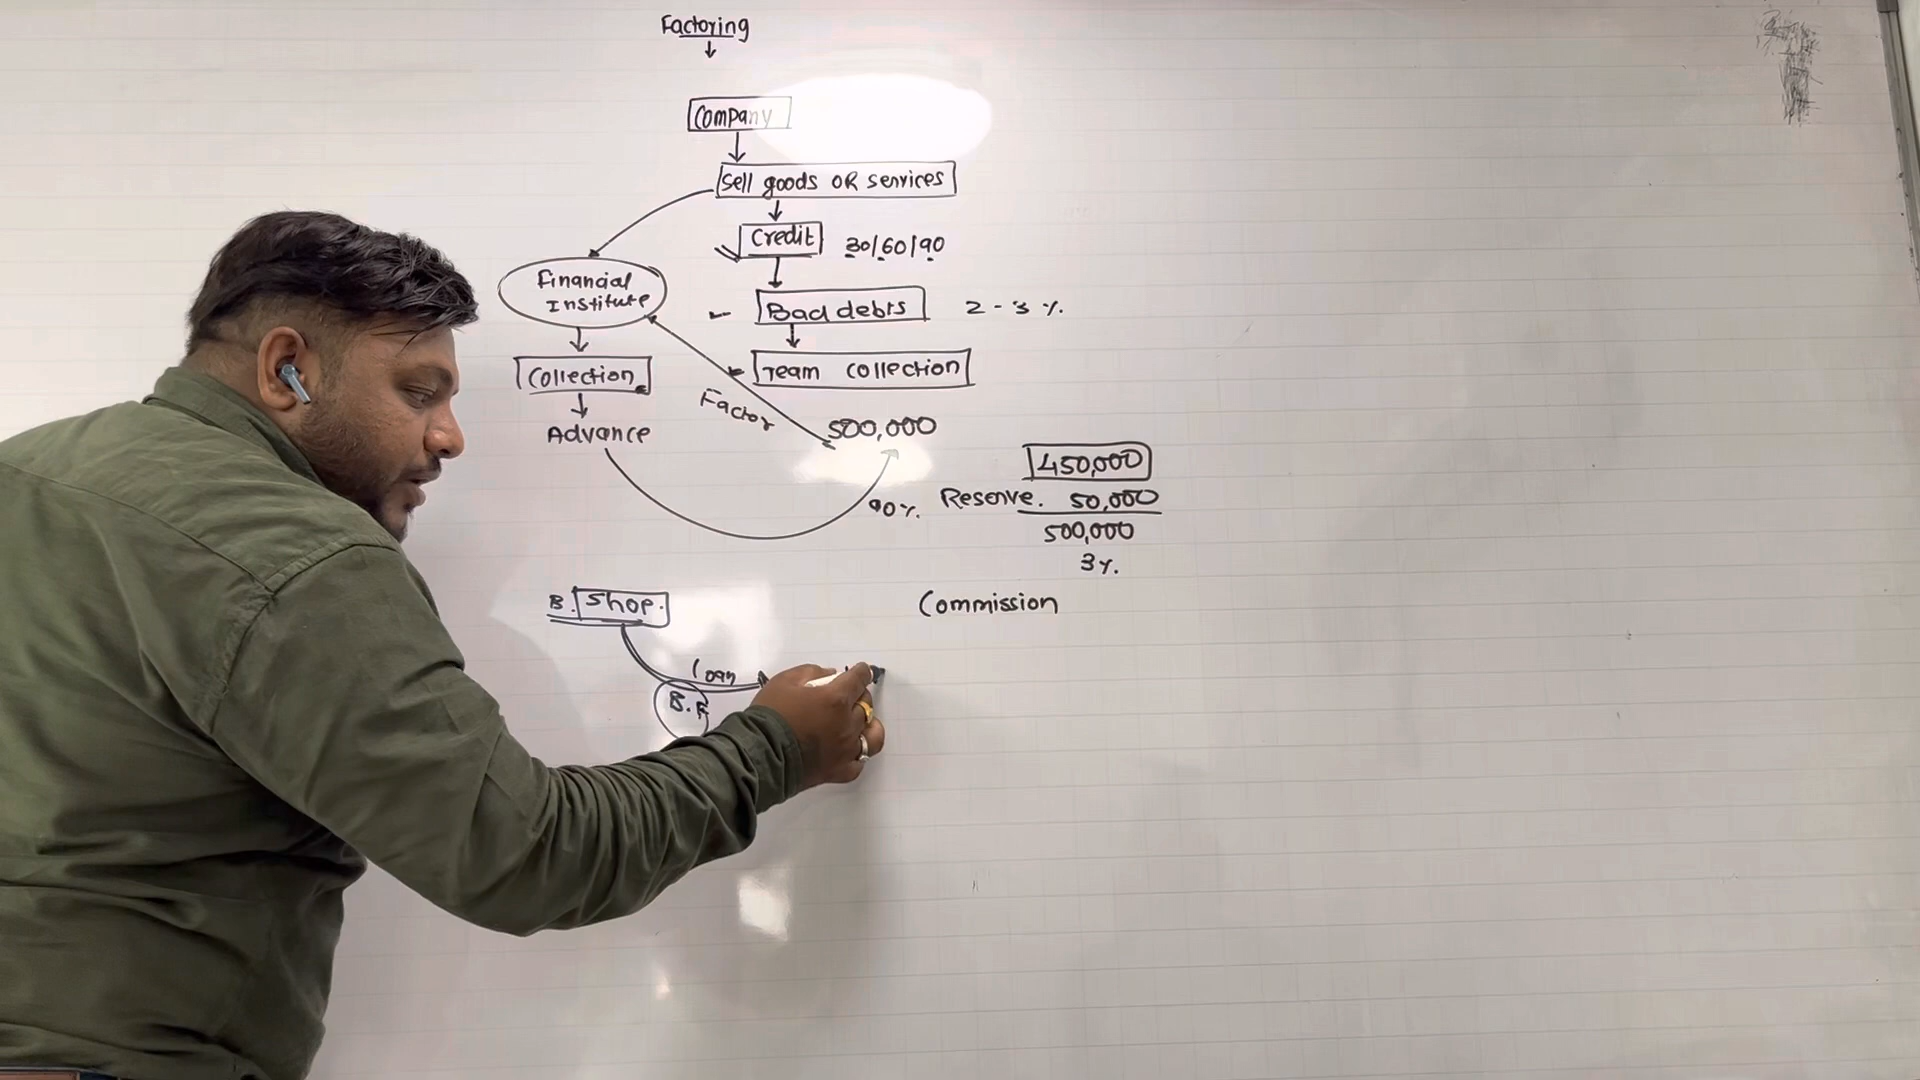 Factoring
Company
Sell goods OR services
Credit 30/60/90
Financial
Institute
Bad debts 2-3%.
Collection
Team collection
Factor
Advance
500,000
450,000
90%. Reserve. 50,000
500,000
3%.
B. Shop.
Commission
Loan
B.F